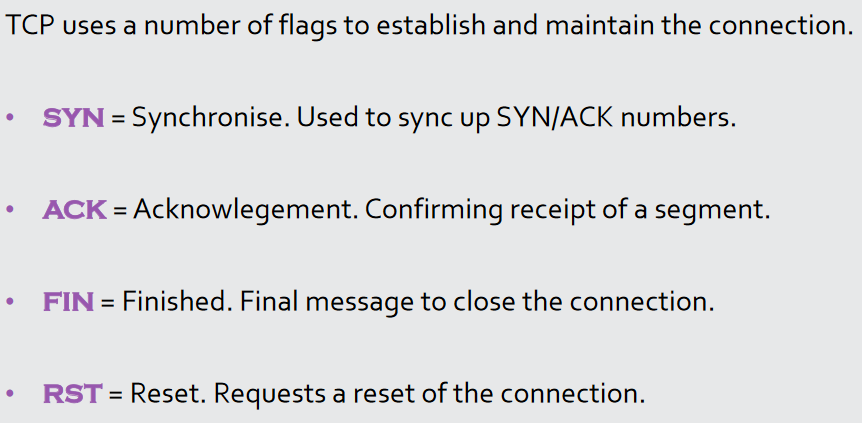 TCP uses a number of flags to establish and maintain the connection.
• SYN = Synchronise. Used to sync up SYN/ACK numbers.
• ACK = Acknowlegement. Confirming receipt of a segment.
• FIN = Finished. Final message to close the connection.
• RST = Reset. Requests a reset of the connection.